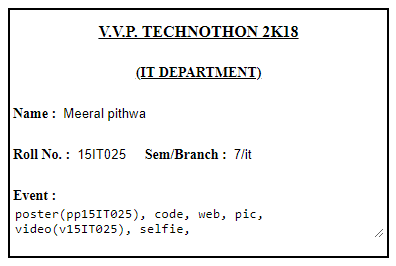 V.V.P. TECHNOTHON 2K18
(IT DEPARTMENT)
Name : Meeral pithwa
Roll No. : 15IT025 Sem/Branch : 7/it
Event :
poster(pp15IT025), code, web, pic,
video(v15IT025), selfie,